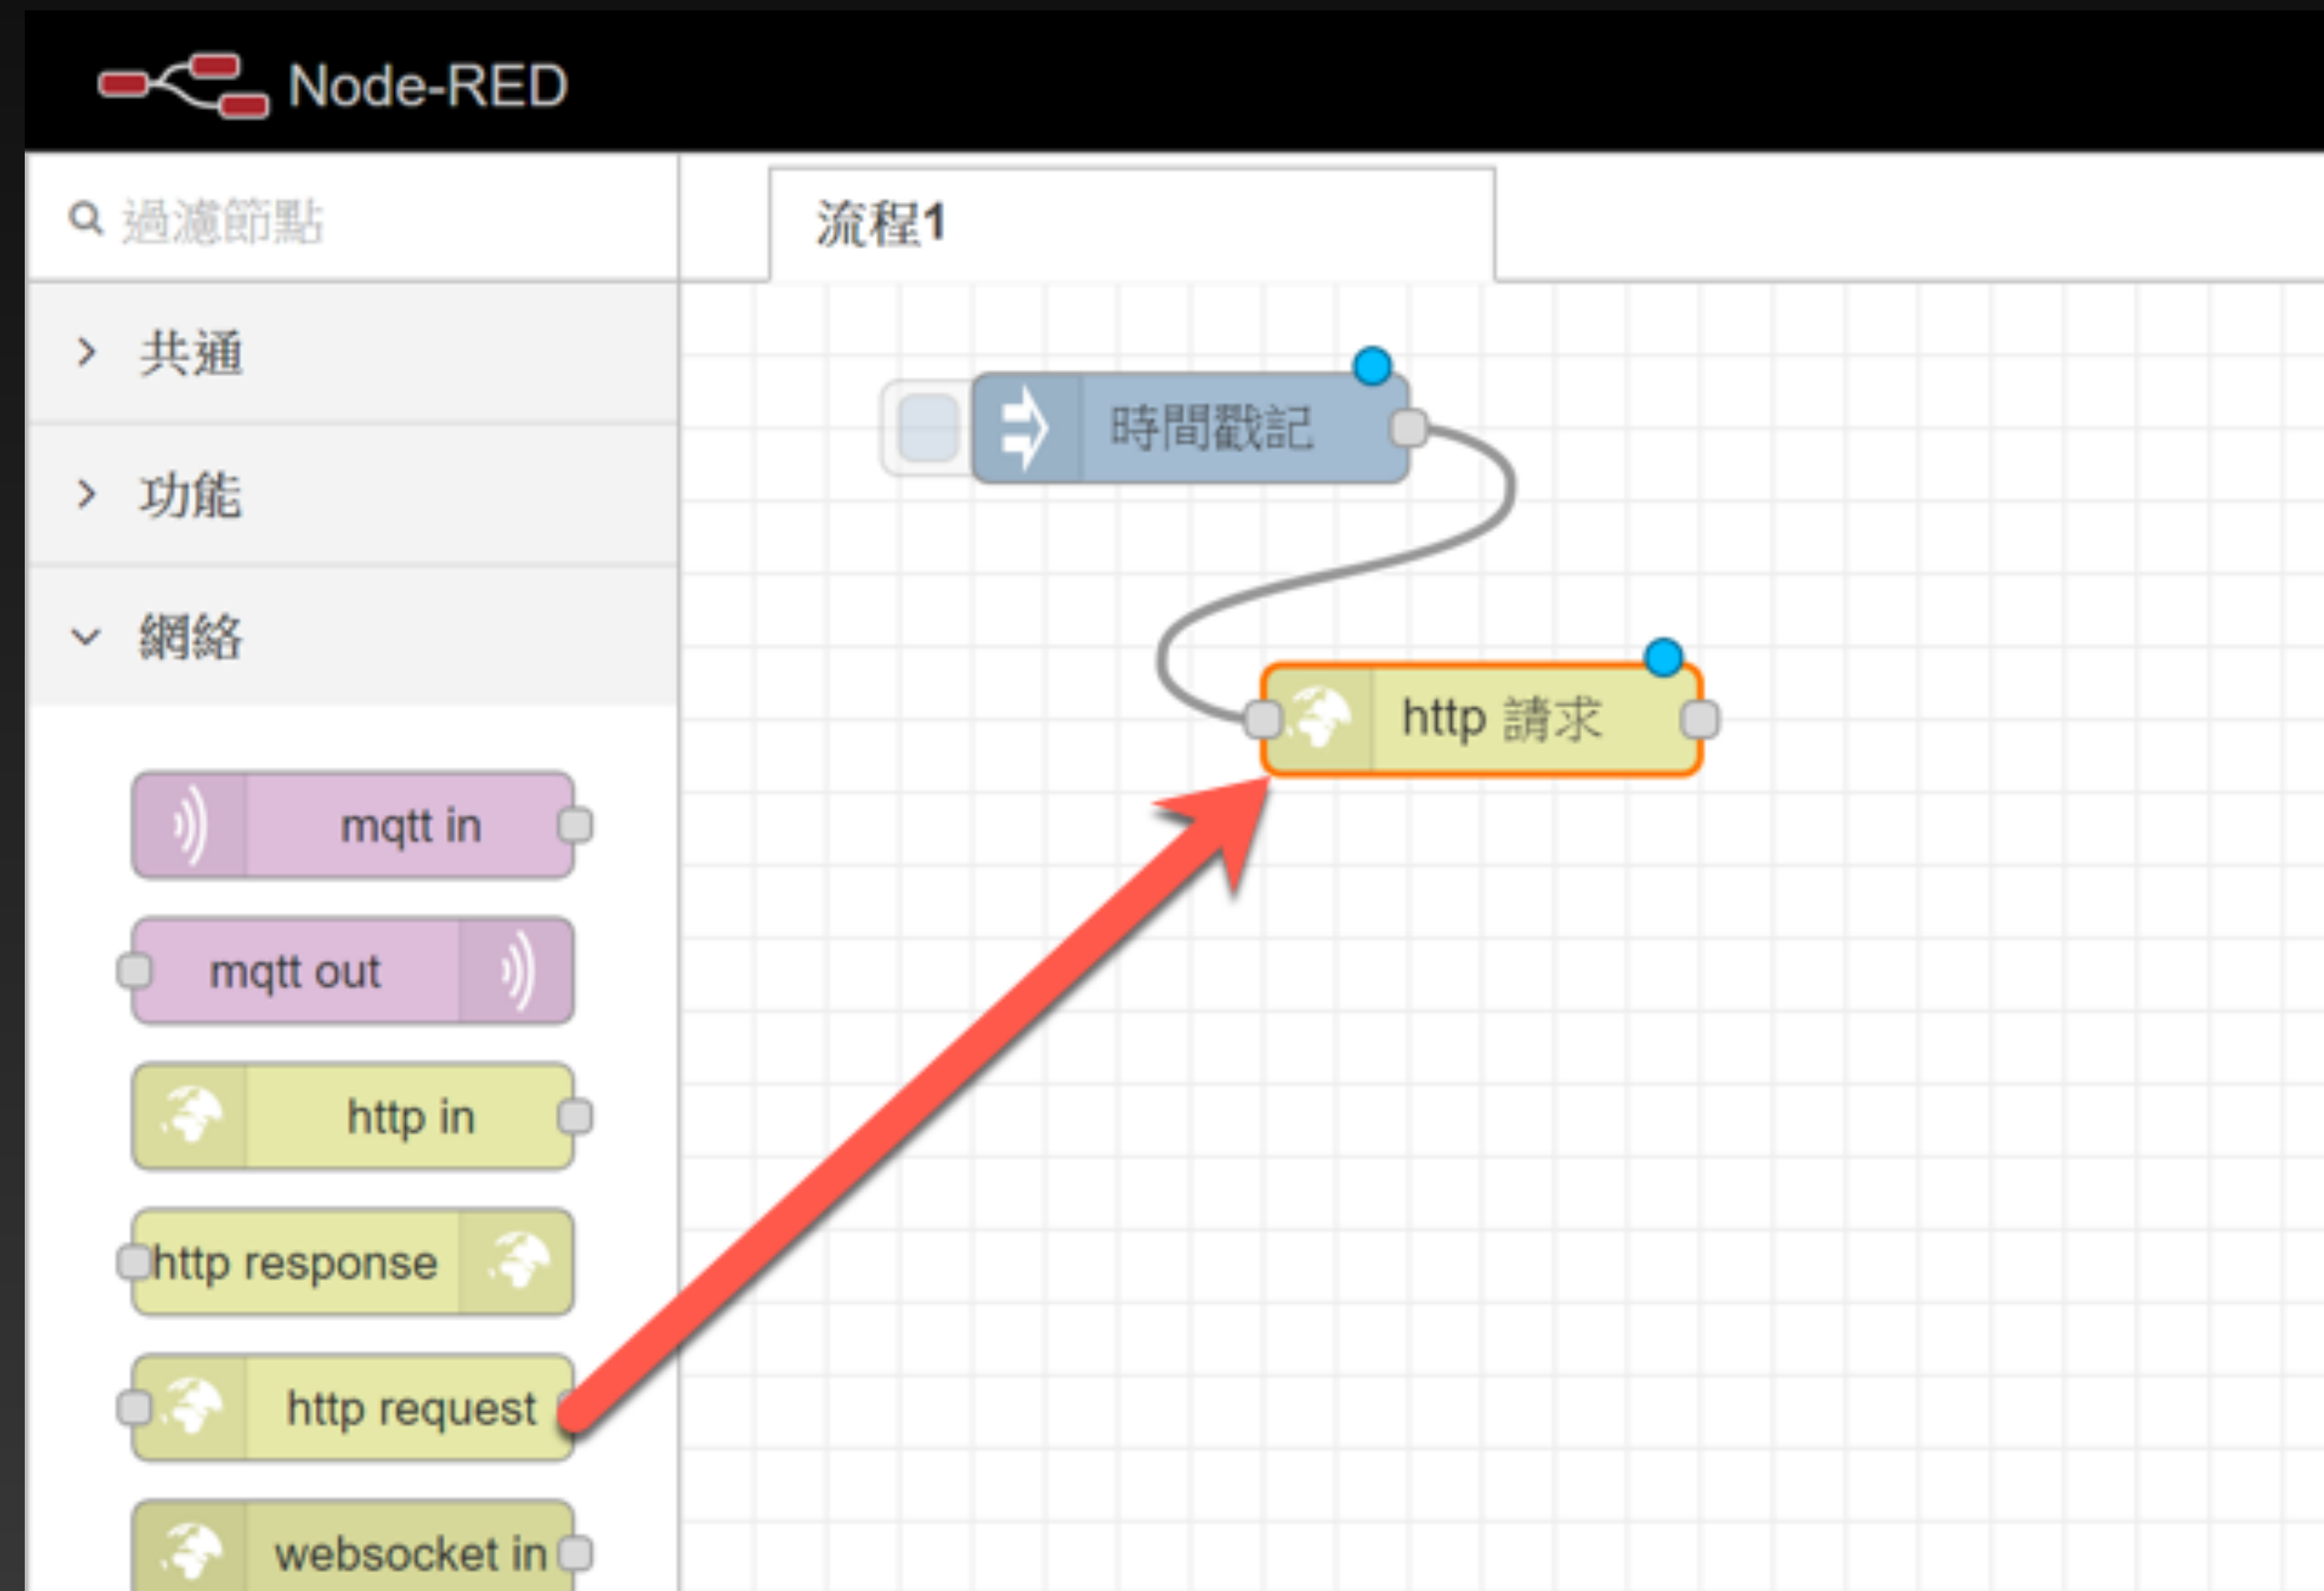 Node-RED
過濾節點
流程1
共通
功能
網絡
時間戳記
http 請求
mqtt in
mqtt out
http in
http response
http request
websocket in